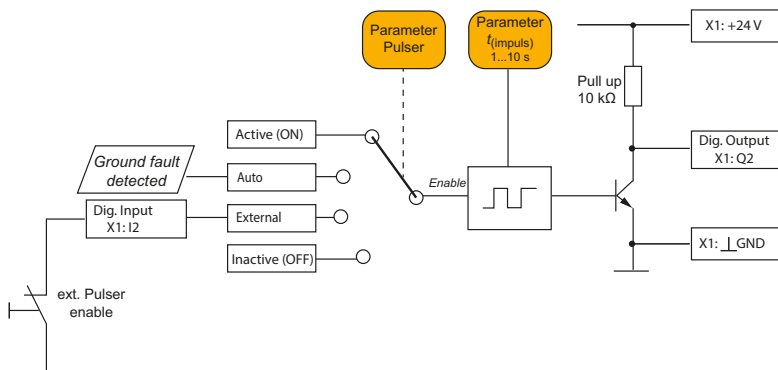 Parameter
Pulser
Parameter
t(impuls)
1...10 s
X1: +24 V
Pull up
10 kΩ
Active (ON)
Ground fault
detected
Auto
Enable
Dig. Output
X1: Q2
Dig. Input
X1: I2
External
Inactive (OFF)
X1: ⏊GND
ext. Pulser
enable